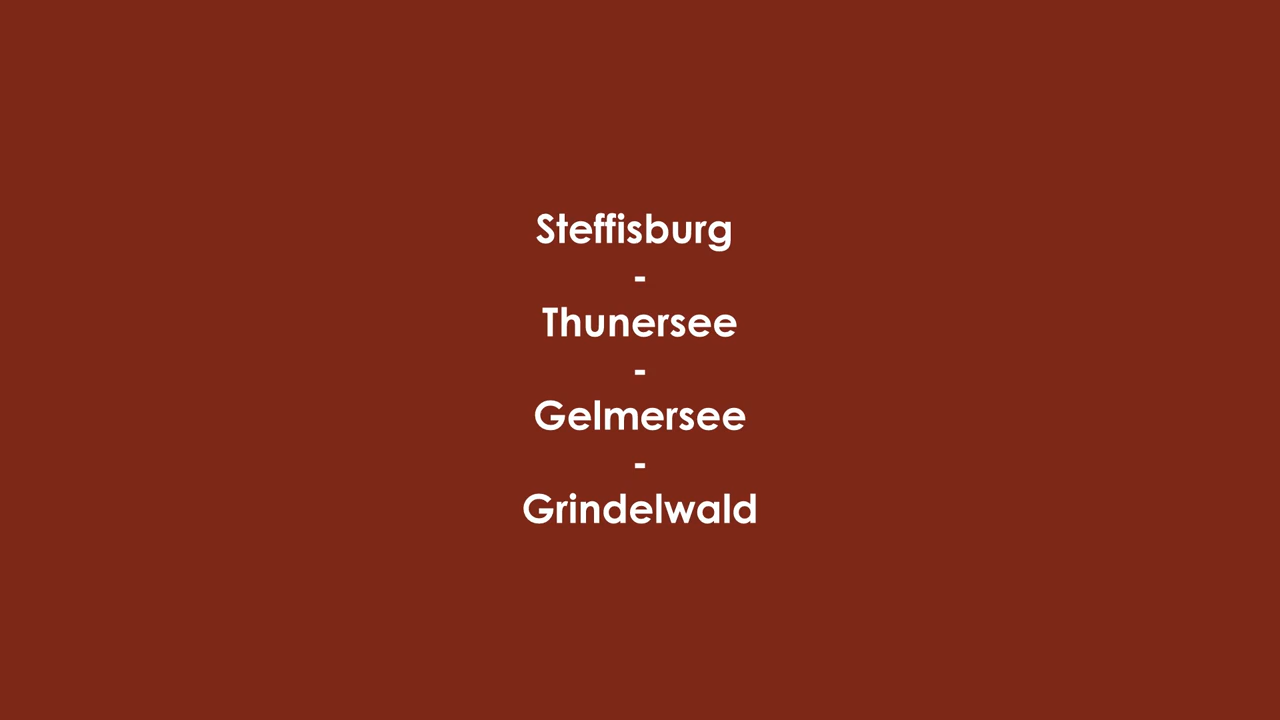 Steffisburg
-
Thunersee
-
Gelmersee
-
Grindelwald